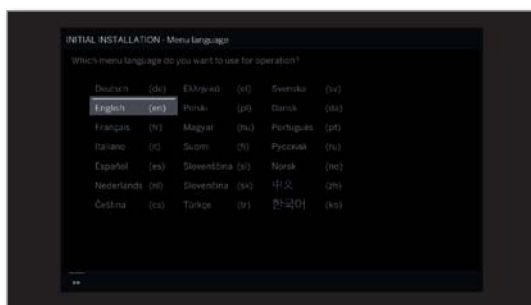 INITIAL INSTALLATION - Menu language
Which menu language do you want to use for operation?
Deutsch (de) Ελληνικά (el) Svenska (sv)
English (en) Polski (pl) Dansk (da)
Français (fr) Magyar (hu) Português (pt)
Italiano (it) Suomi (fi) Русский (ru)
Español (es) Slovenščina (sl) Norsk (no)
Nederlands (nl) Slovenčina (sk) 中文 (zh)
Čeština (cs) Türkçe (tr) 한국어 (ko)